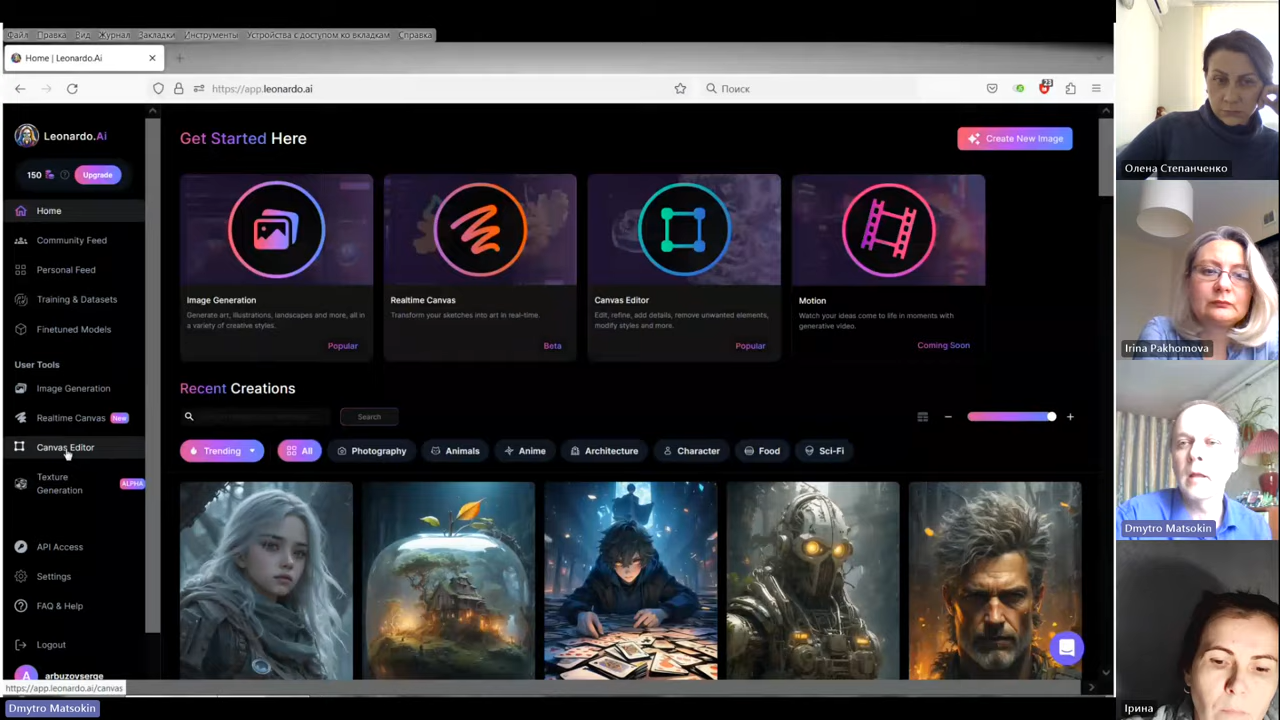 Файл Правка Вид Журнал Закладки Инструменты Устройства с доступом ко вкладкам Справка
Home | Leonardo.Ai
https://app.leonardo.ai
Поиск
23
Leonardo.Ai
150
Upgrade
Home
Community Feed
Personal Feed
Training & Datasets
Finetuned Models
User Tools
Image Generation
Realtime Canvas New
Canvas Editor
Texture
Generation
ALPHA
API Access
Settings
FAQ & Help
Logout
A
arbuzovserge
https://app.leonardo.ai/canvas
Get Started Here
Create New Image
Image Generation
Generate art, illustrations, landscapes and more, all in
a variety of creative styles.
Popular
Realtime Canvas
Transform your sketches into art in real-time.
Beta
Canvas Editor
Edit, refine, add details, remove unwanted elements,
modify styles and more.
Popular
Motion
Watch your ideas come to life in moments with
generative video.
Coming Soon
Recent Creations
Search
Trending
All
Photography
Animals
Anime
Architecture
Character
Food
Sci-Fi
Олена Степанченко
Irina Pakhomova
Dmytro Matsokin
Ірина
Dmytro Matsokin